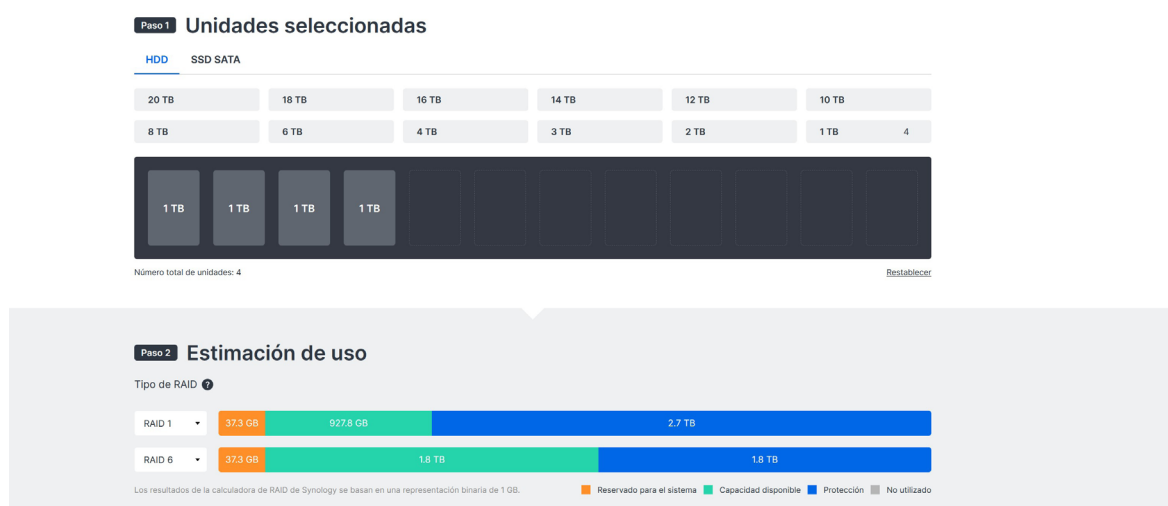 Paso 1 Unidades seleccionadas
HDD SSD SATA
20 TB 18 TB 16 TB 14 TB 12 TB 10 TB
8 TB 6 TB 4 TB 3 TB 2 TB 1 TB 4
1 TB 1 TB 1 TB 1 TB
Número total de unidades: 4 Restablecer
Paso 2 Estimación de uso
Tipo de RAID ?
RAID 1 37.3 GB 927.8 GB 2.7 TB
RAID 6 37.3 GB 1.8 TB 1.8 TB
Los resultados de la calculadora de RAID de Synology se basan en una representación binaria de 1 GB. Reservado para el sistema Capacidad disponible Protección No utilizado